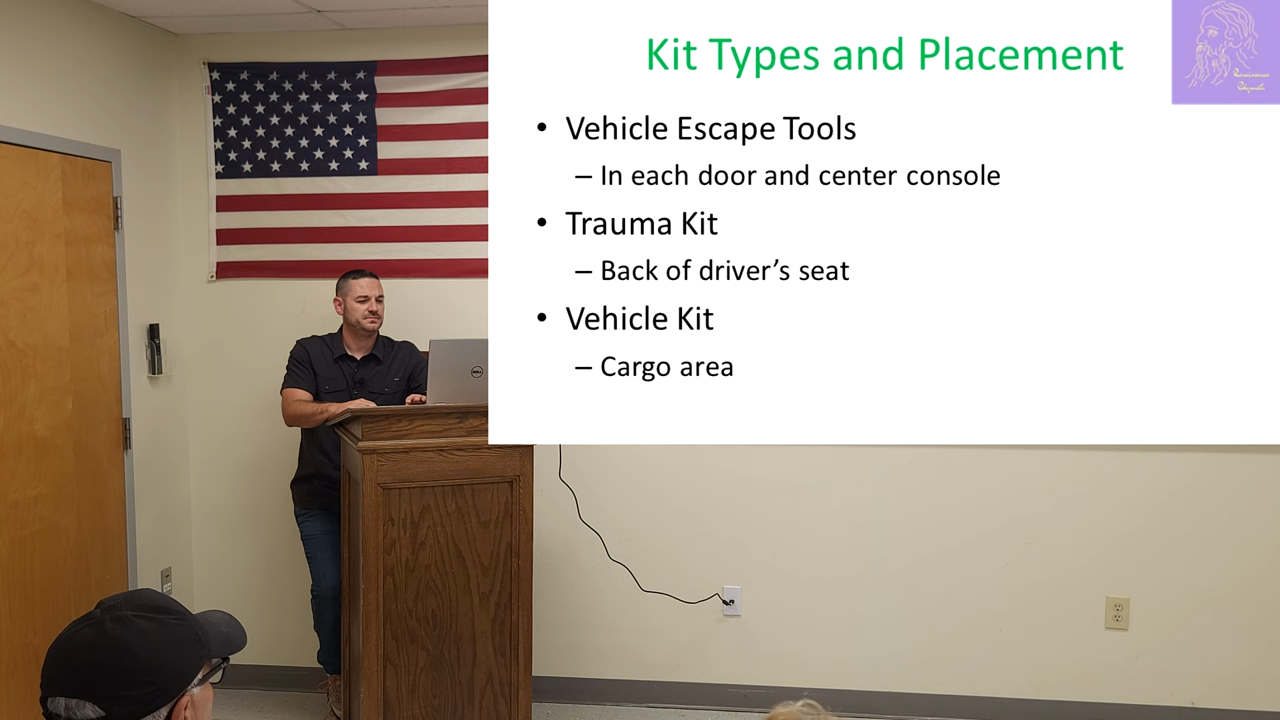 Kit Types and Placement
• Vehicle Escape Tools
– In each door and center console
• Trauma Kit
– Back of driver’s seat
• Vehicle Kit
– Cargo area
DELL